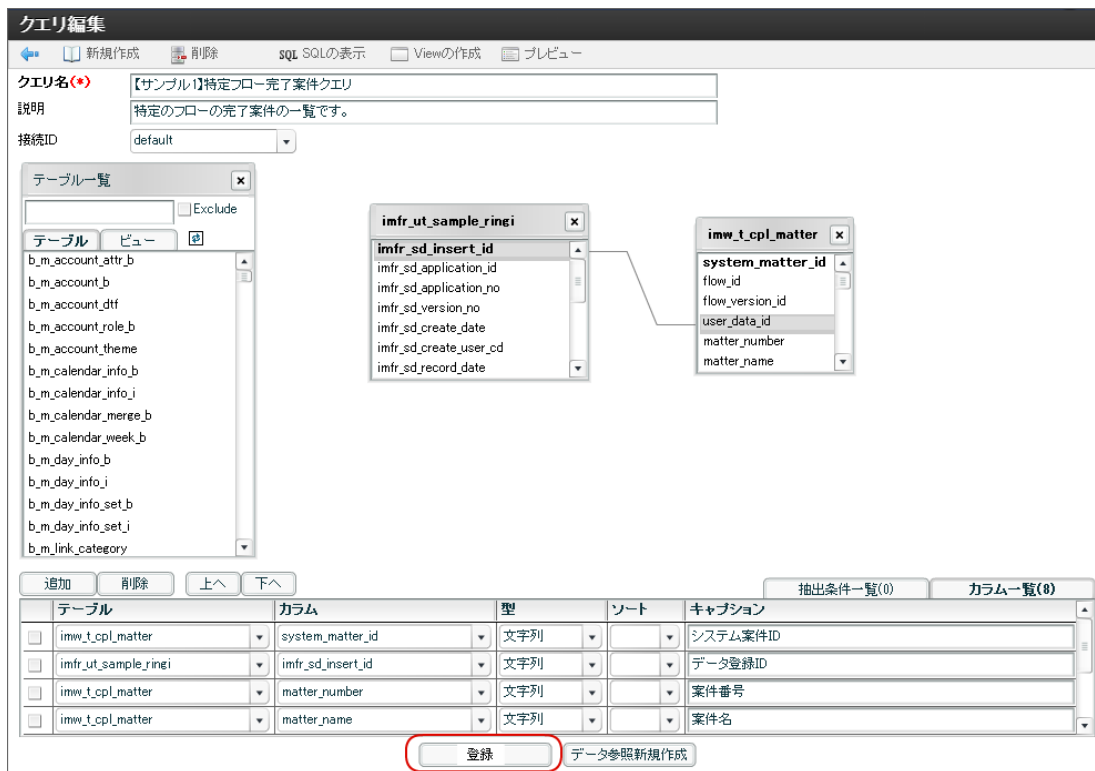 クエリ編集
新規作成 削除 SQL SQLの表示 Viewの作成 プレビュー
クエリ名(*) 【サンプル1】特定フロー完了案件クエリ
説明 特定のフローの完了案件の一覧です。
接続ID default
テーブル一覧
Exclude
テーブル ビュー
b_m_account_attr_b
b_m_account_b
b_m_account_dtf
b_m_account_role_b
b_m_account_theme
b_m_calendar_info_b
b_m_calendar_info_i
b_m_calendar_merge_b
b_m_calendar_week_b
b_m_day_info_b
b_m_day_info_i
b_m_day_info_set_b
b_m_day_info_set_i
b_m_link_category
imfr_ut_sample_ringi
imfr_sd_insert_id
imfr_sd_application_id
imfr_sd_application_no
imfr_sd_version_no
imfr_sd_create_date
imfr_sd_create_user_cd
imfr_sd_record_date
imw_t_cpl_matter
system_matter_id
flow_id
flow_version_id
user_data_id
matter_number
matter_name
追加 削除 上へ 下へ 抽出条件一覧(0) カラム一覧(8)
テーブル カラム 型 ソート キャプション
imw_t_cpl_matter system_matter_id 文字列 システム案件ID
imfr_ut_sample_ringi imfr_sd_insert_id 文字列 データ登録ID
imw_t_cpl_matter matter_number 文字列 案件番号
imw_t_cpl_matter matter_name 文字列 案件名
登録 データ参照新規作成